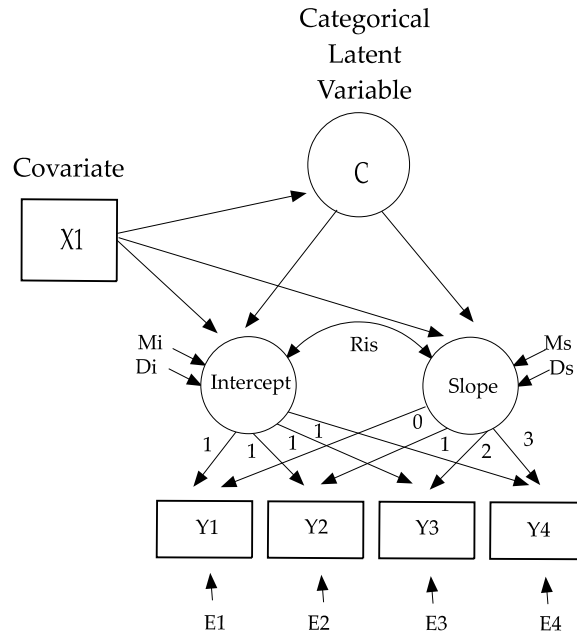 Categorical
Latent
Variable
C
Covariate
X1
Mi
Di
Ris
Ms
Ds
Intercept
Slope
1
1
1
1
0
1
2
3
Y1
Y2
Y3
Y4
E1
E2
E3
E4